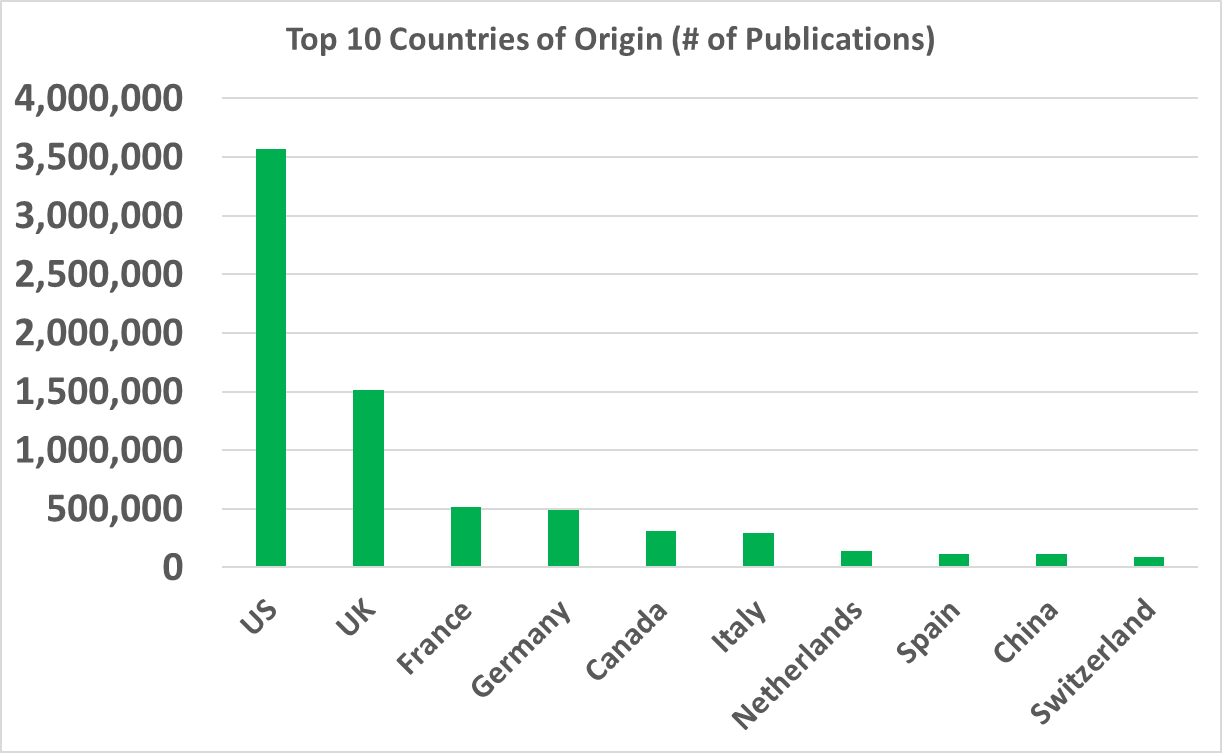 Top 10 Countries of Origin (# of Publications)
4,000,000
3,500,000
3,000,000
2,500,000
2,000,000
1,500,000
1,000,000
500,000
0
US
UK
France
Germany
Canada
Italy
Netherlands
Spain
China
Switzerland